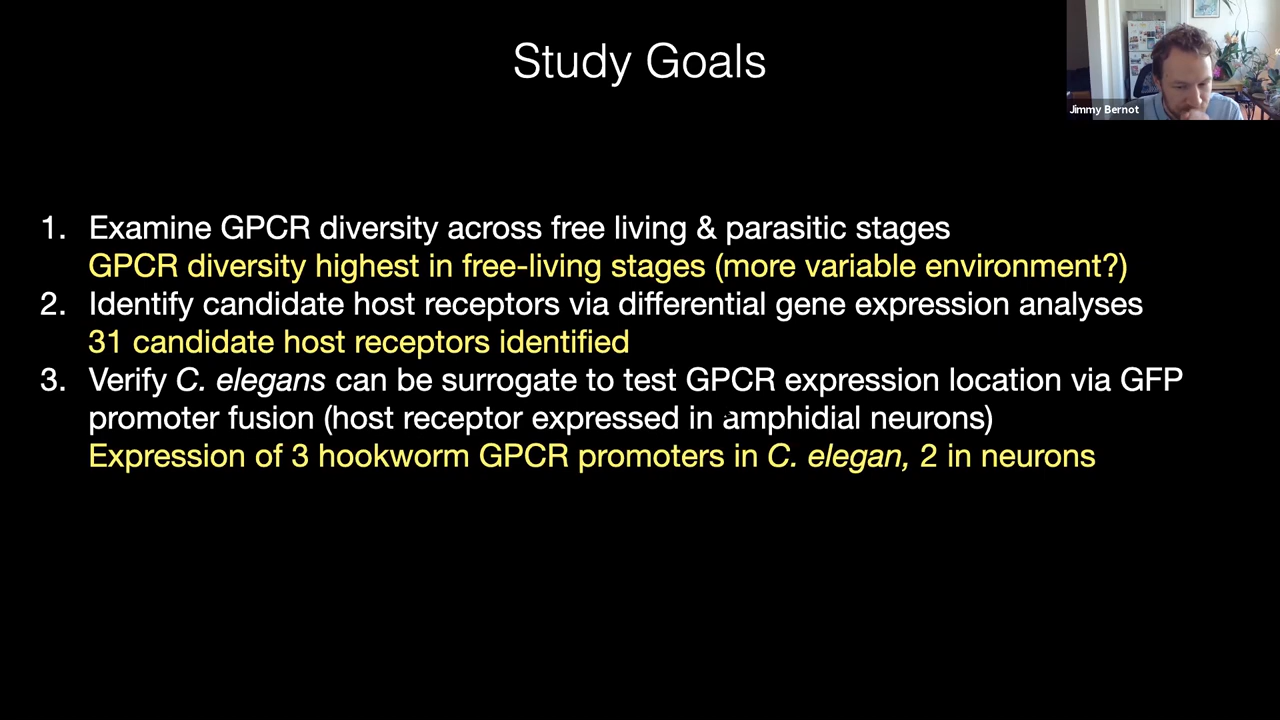 Study Goals
Jimmy Bernot
1. Examine GPCR diversity across free living & parasitic stages
GPCR diversity highest in free-living stages (more variable environment?)
2. Identify candidate host receptors via differential gene expression analyses
31 candidate host receptors identified
3. Verify C. elegans can be surrogate to test GPCR expression location via GFP
promoter fusion (host receptor expressed in amphidial neurons)
Expression of 3 hookworm GPCR promoters in C. elegan, 2 in neurons